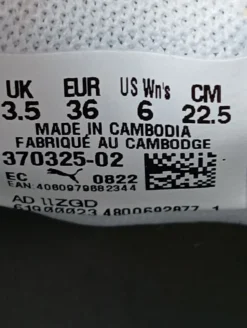 UK EUR US Wn's CM
3.5 36 6 22.5
MADE IN CAMBODIA
FABRIQUÉ AU CAMBODGE
370325-02
EC 0822
EAN:4060979882344
AD 11ZGD